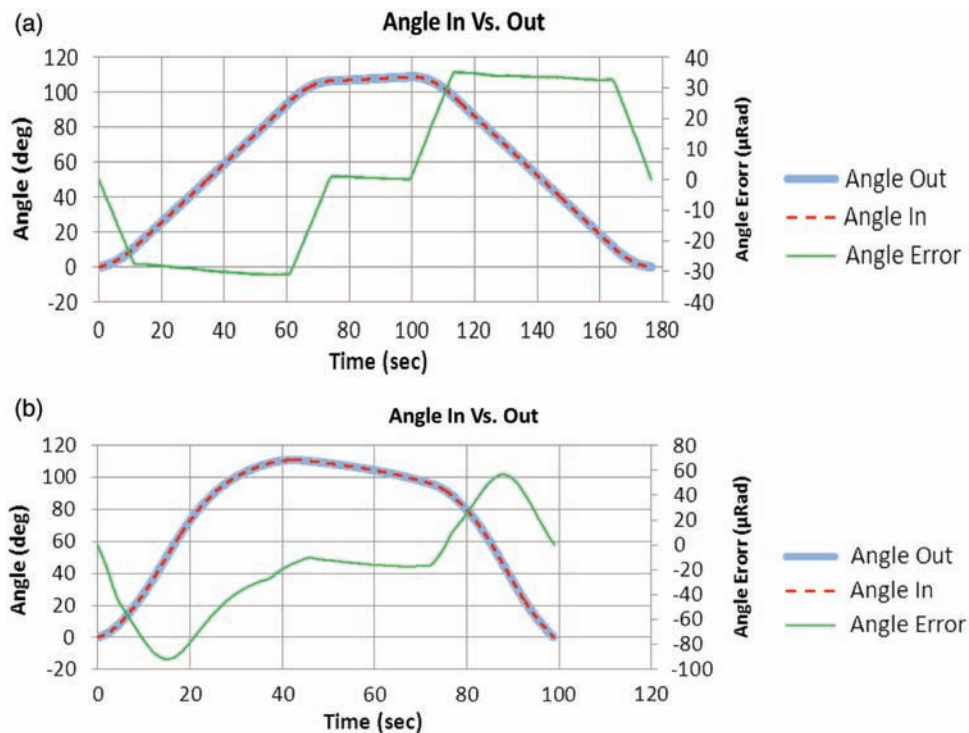 (a)
Angle In Vs. Out
Angle (deg)
120
100
80
60
40
20
0
-20
0 20 40 60 80 100 120 140 160 180
Time (sec)
40
30
20
10
0
-10
-20
-30
-40
Angle Erorr (µRad)
Angle Out
Angle In
Angle Error
(b)
Angle In Vs. Out
Angle (deg)
120
100
80
60
40
20
0
-20
0 20 40 60 80 100 120
Time (sec)
80
60
40
20
0
-20
-40
-60
-80
-100
Angle Erorr (µRad)
Angle Out
Angle In
Angle Error